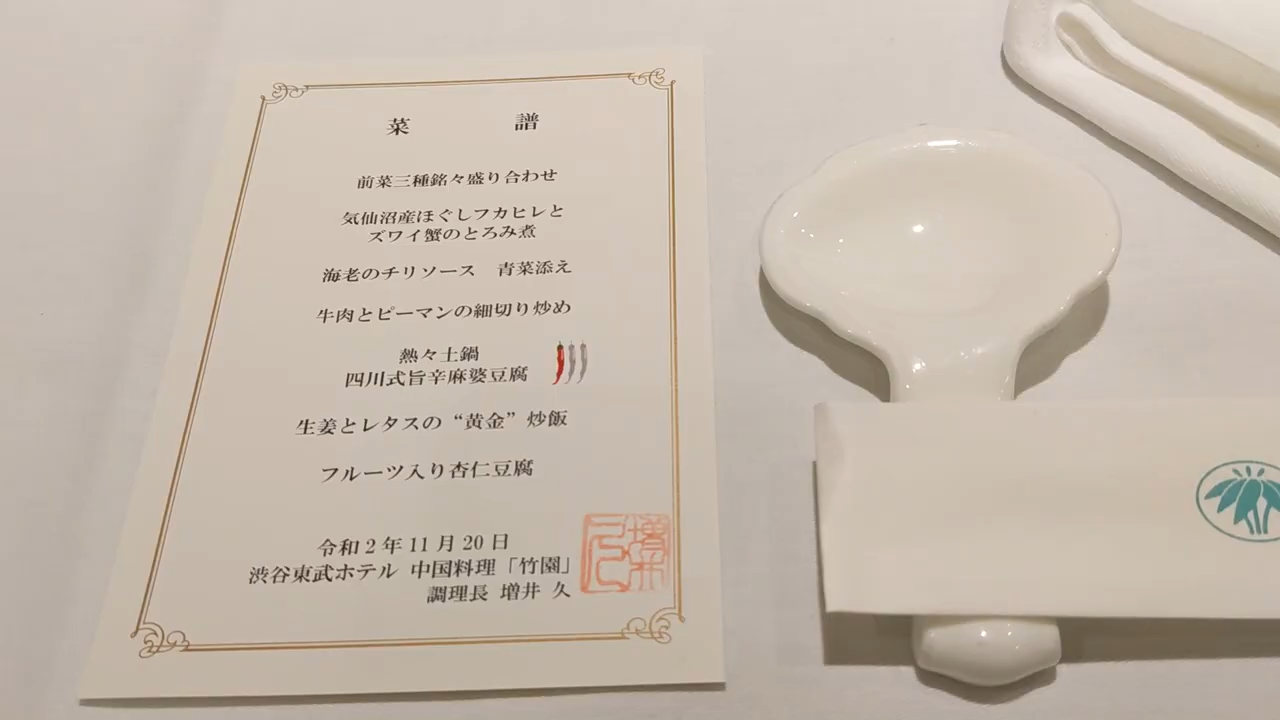 菜 譜
前菜三種銘々盛り合わせ
気仙沼産ほぐしフカヒレと
ズワイ蟹のとろみ煮
海老のチリソース 青菜添え
牛肉とピーマンの細切り炒め
熱々土鍋
四川式旨辛麻婆豆腐
生姜とレタスの“黄金”炒飯
フルーツ入り杏仁豆腐
令和2年11月20日
渋谷東武ホテル 中国料理「竹園」
調理長 増井 久